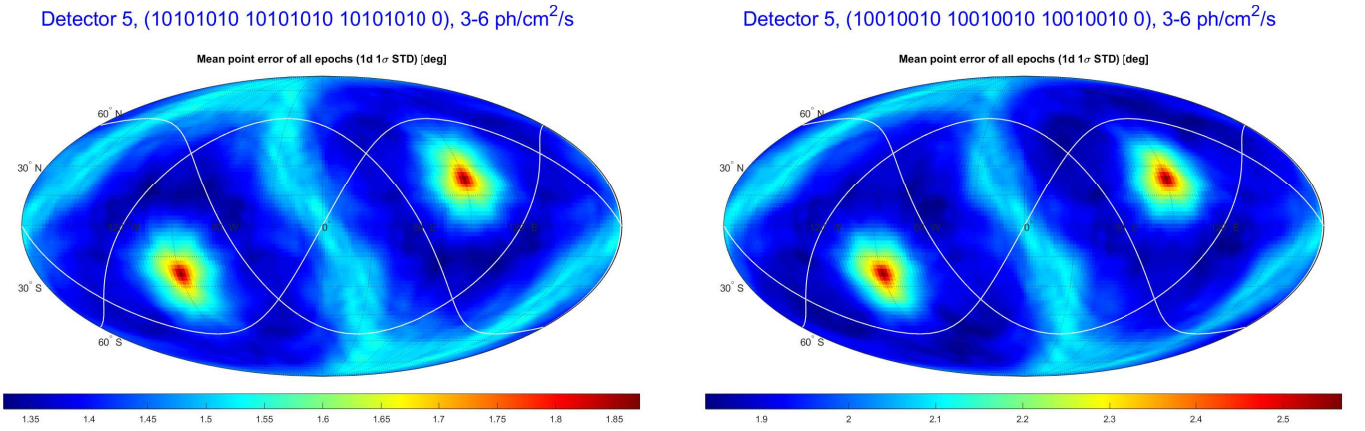 Detector 5, (10101010 10101010 10101010 0), 3-6 ph/cm²/s
Mean point error of all epochs (1d 1σ STD) [deg]
60° N
30° N
0
30° S
60° S
1.35 1.4 1.45 1.5 1.55 1.6 1.65 1.7 1.75 1.8 1.85
Detector 5, (10010010 10010010 10010010 0), 3-6 ph/cm²/s
Mean point error of all epochs (1d 1σ STD) [deg]
60° N
30° N
0
30° S
60° S
1.9 2 2.1 2.2 2.3 2.4 2.5